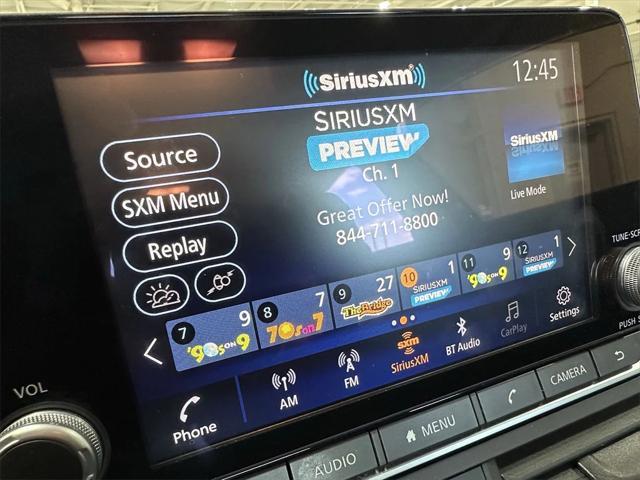 SiriusXM
12:45
SIRIUSXM
PREVIEW
Ch. 1
Great Offer Now!
844-711-8800
SiriusXM
Live Mode
Source
SXM Menu
Replay
7 9 '90s on 9
8 7 70s on 7
9 27 The Bridge
10 1 SIRIUSXM PREVIEW
11 9 '90s on 9
12 1 SIRIUSXM PREVIEW
Phone
AM
FM
sxm
SiriusXM
BT Audio
CarPlay
Settings
VOL
TUNE·SCR
PUSH S
AUDIO
MENU
CAMERA